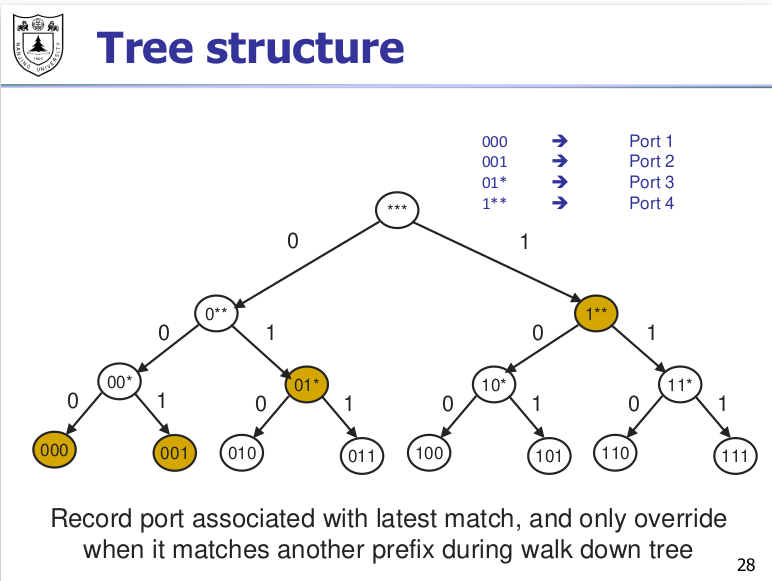 NANJING UNIVERSITY
1902
Tree structure
000 ➔ Port 1
001 ➔ Port 2
01* ➔ Port 3
1** ➔ Port 4
***
0 1
0** 1**
0 1 0 1
00* 01* 10* 11*
0 1 0 1 0 1 0 1
000 001 010 011 100 101 110 111
Record port associated with latest match, and only override
when it matches another prefix during walk down tree
28